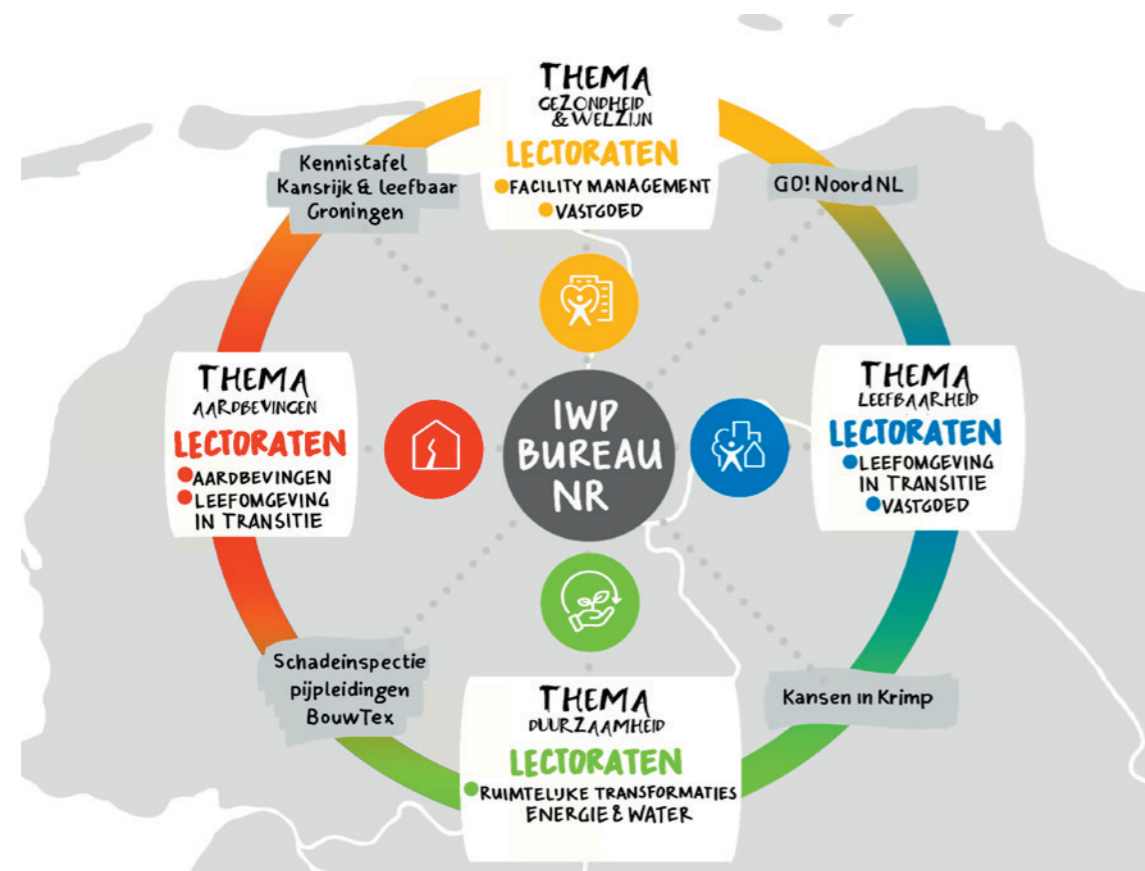 THEMA
GEZONDHEID
& WELZIJN
LECTORATEN
FACILITY MANAGEMENT
VASTGOED
Kennistafel
Kansrijk & leefbaar
Groningen
GO! Noord NL
THEMA
AARDBEVINGEN
LECTORATEN
AARDBEVINGEN
LEEFOMGEVING
IN TRANSITIE
IWP
BUREAU
NR
THEMA
LEEFBAARHEID
LECTORATEN
LEEFOMGEVING
IN TRANSITIE
VASTGOED
Schadeinspectie
pijpleidingen
BouwTex
Kansen in Krimp
THEMA
DUURZAAMHEID
LECTORATEN
RUIMTELIJKE TRANSFORMATIES
ENERGIE & WATER